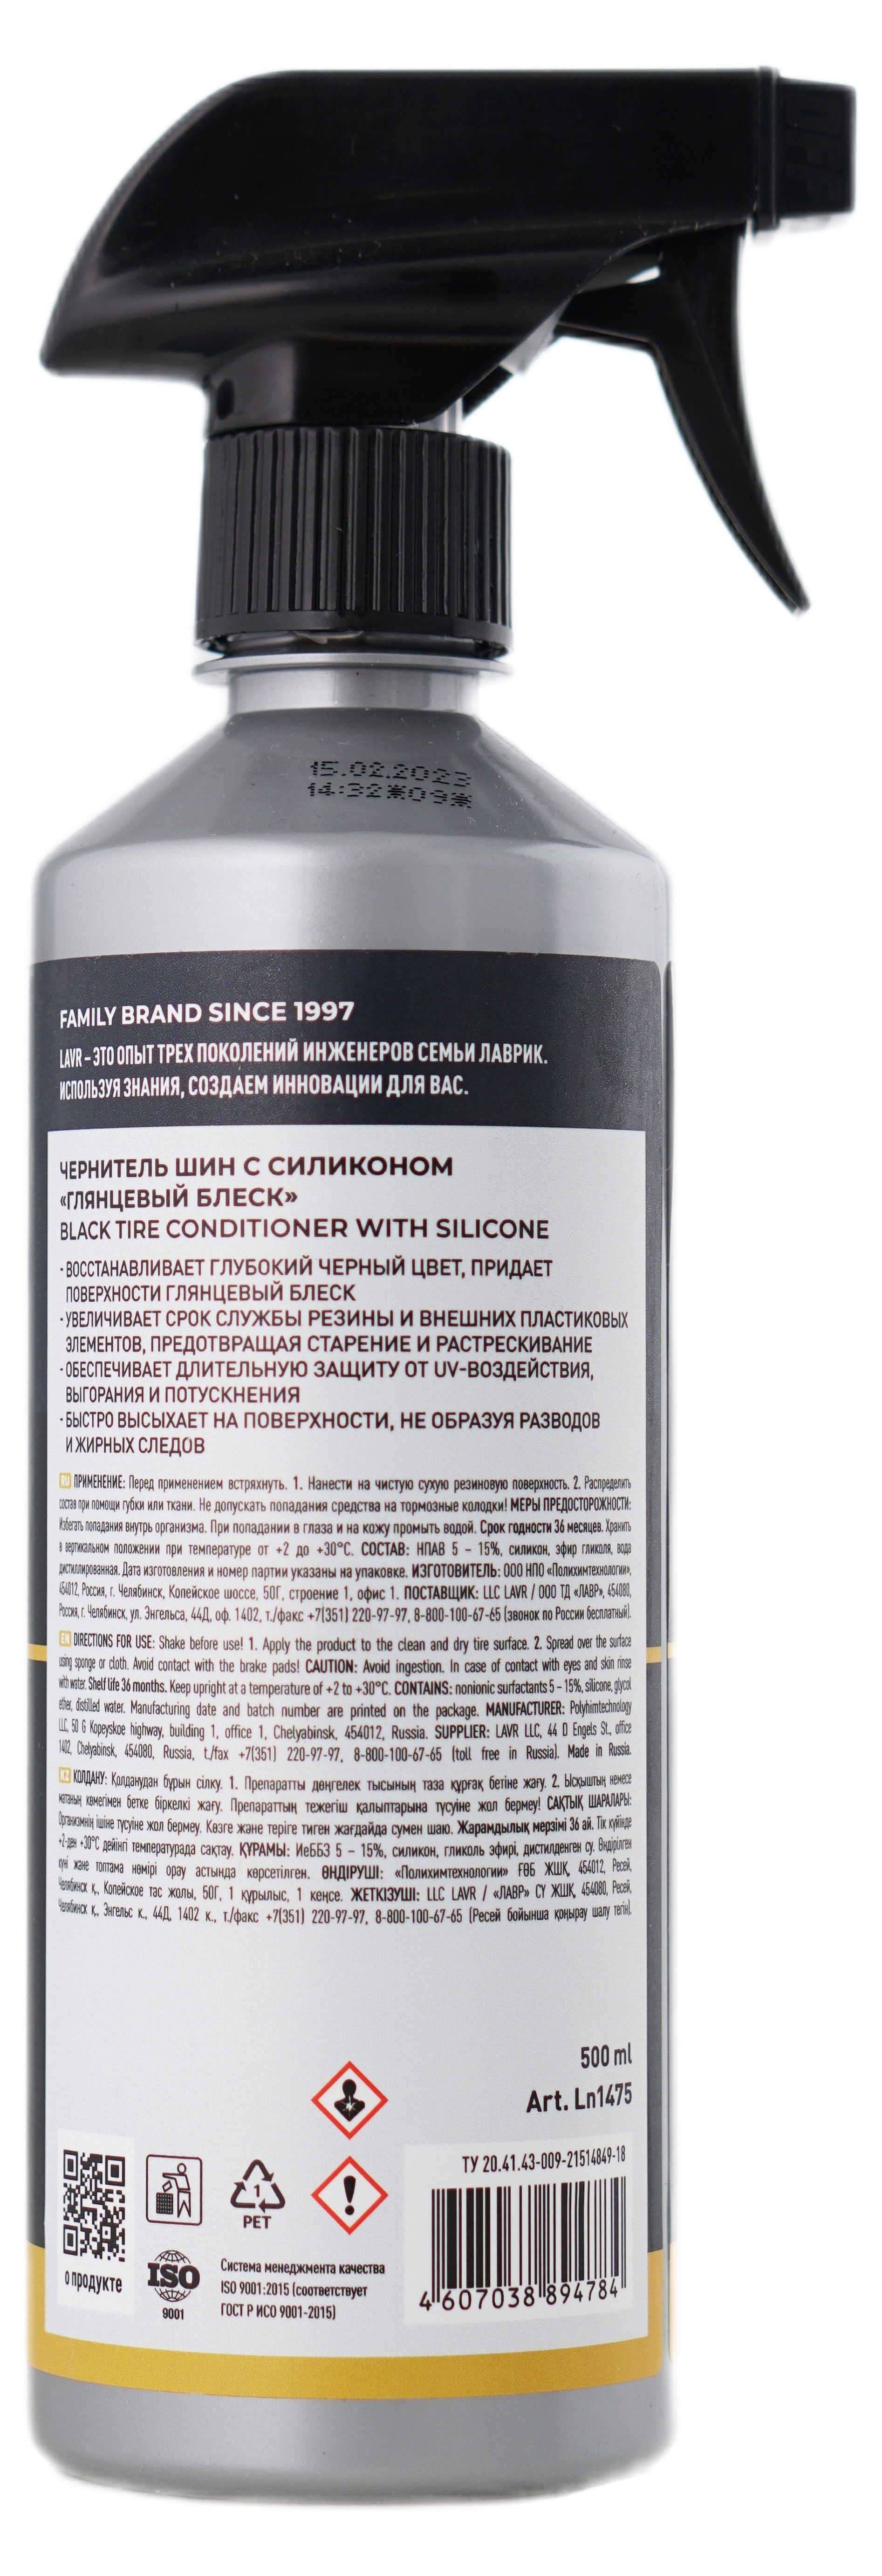 15.02.2023
14:32※09※
FAMILY BRAND SINCE 1997
LAVR – ЭТО ОПЫТ ТРЕХ ПОКОЛЕНИЙ ИНЖЕНЕРОВ СЕМЬИ ЛАВРИК.
ИСПОЛЬЗУЯ ЗНАНИЯ, СОЗДАЕМ ИННОВАЦИИ ДЛЯ ВАС.
ЧЕРНИТЕЛЬ ШИН С СИЛИКОНОМ
«ГЛЯНЦЕВЫЙ БЛЕСК»
BLACK TIRE CONDITIONER WITH SILICONE
- ВОССТАНАВЛИВАЕТ ГЛУБОКИЙ ЧЕРНЫЙ ЦВЕТ, ПРИДАЕТ
ПОВЕРХНОСТИ ГЛЯНЦЕВЫЙ БЛЕСК
- УВЕЛИЧИВАЕТ СРОК СЛУЖБЫ РЕЗИНЫ И ВНЕШНИХ ПЛАСТИКОВЫХ
ЭЛЕМЕНТОВ, ПРЕДОТВРАЩАЯ СТАРЕНИЕ И РАСТРЕСКИВАНИЕ
- ОБЕСПЕЧИВАЕТ ДЛИТЕЛЬНУЮ ЗАЩИТУ ОТ UV-ВОЗДЕЙСТВИЯ,
ВЫГОРАНИЯ И ПОТУСКНЕНИЯ
- БЫСТРО ВЫСЫХАЕТ НА ПОВЕРХНОСТИ, НЕ ОБРАЗУЯ РАЗВОДОВ
И ЖИРНЫХ СЛЕДОВ
RU ПРИМЕНЕНИЕ: Перед применением встряхнуть. 1. Нанести на чистую сухую резиновую поверхность. 2. Распределить
состав при помощи губки или ткани. Не допускать попадания средства на тормозные колодки! МЕРЫ ПРЕДОСТОРОЖНОСТИ:
Избегать попадания внутрь организма. При попадании в глаза и на кожу промыть водой. Срок годности 36 месяцев. Хранить
в вертикальном положении при температуре от +2 до +30°С. СОСТАВ: НПАВ 5 – 15%, силикон, эфир гликоля, вода
дистиллированная. Дата изготовления и номер партии указаны на упаковке. ИЗГОТОВИТЕЛЬ: ООО НПО «Полихимтехнологии»,
454012, Россия, г. Челябинск, Копейское шоссе, 50Г, строение 1, офис 1. ПОСТАВЩИК: LLC LAVR / ООО ТД «ЛАВР», 454080,
Россия, г. Челябинск, ул. Энгельса, 44Д, оф. 1402, т./факс +7(351) 220-97-97, 8-800-100-67-65 (звонок по России бесплатный).
EN DIRECTIONS FOR USE: Shake before use! 1. Apply the product to the clean and dry tire surface. 2. Spread over the surface
using sponge or cloth. Avoid contact with the brake pads! CAUTION: Avoid ingestion. In case of contact with eyes and skin rinse
with water. Shelf life 36 months. Keep upright at a temperature of +2 to +30°C. CONTAINS: nonionic surfactants 5 – 15%, silicone, glycol
ether, distilled water. Manufacturing date and batch number are printed on the package. MANUFACTURER: Polyhimtechnology
LLC, 50 G Kopeyskoe highway, building 1, office 1, Chelyabinsk, 454012, Russia. SUPPLIER: LAVR LLC, 44 D Engels St., office
1402, Chelyabinsk, 454080, Russia, t./fax +7(351) 220-97-97, 8-800-100-67-65 (toll free in Russia). Made in Russia.
KZ ҚОЛДАНУ: Қолданудан бұрын сілку. 1. Препаратты дөңгелек тысының таза құрғақ бетіне жағу. 2. Ысқыштың немесе
матаның көмегімен бетке біркелкі жағу. Препараттың тежегіш қалыптарына түсуіне жол бермеу! САҚТЫҚ ШАРАЛАРЫ:
Организмнің ішіне түсуіне жол бермеу. Көзге және теріге тиген жағдайда сумен шаю. Жарамдылық мерзімі 36 ай. Тік күйінде
+2-ден +30°С дейінгі температурада сақтау. ҚҰРАМЫ: ИеББЗ 5 – 15%, силикон, гликоль эфирі, дистилденген су. Өндірілген
күні және топтама нөмірі орау астында көрсетілген. ӨНДІРУШІ: «Полихимтехнологии» ҒӨБ ЖШҚ, 454012, Ресей,
Челябинск қ., Копейское тас жолы, 50Г, 1 құрылыс, 1 кеңсе. ЖЕТКІЗУШІ: LLC LAVR / «ЛАВР» СҮ ЖШҚ, 454080, Ресей,
Челябинск қ., Энгельс к., 44Д, 1402 к., т./факс +7(351) 220-97-97, 8-800-100-67-65 (Ресей бойынша қоңырау шалу тегін).
500 ml
Art. Ln1475
ТУ 20.41.43-009-21514849-18
1
PET
о продукте
ISO
9001
Система менеджмента качества
ISO 9001:2015 (соответствует
ГОСТ Р ИСО 9001-2015)
4 607038 894784